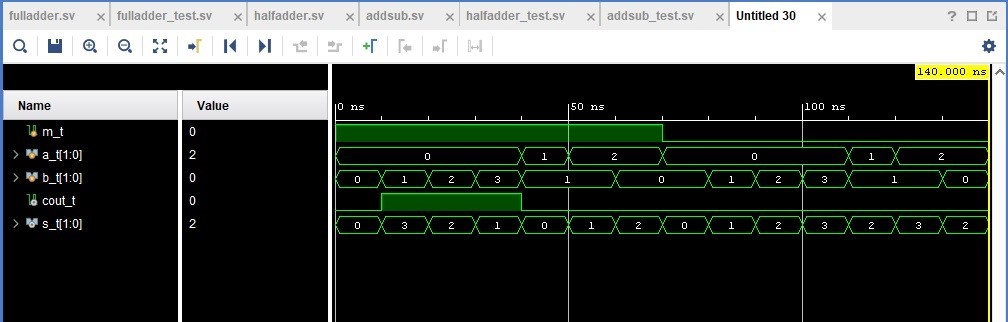 fulladder.sv × fulladder_test.sv × halfadder.sv × addsub.sv × halfadder_test.sv × addsub_test.sv × Untitled 30 ×
140.000 ns
Name Value 0 ns 50 ns 100 ns
m_t 0
a_t[1:0] 2 0 1 2 0 1 2
b_t[1:0] 0 0 1 2 3 1 0 1 2 3 1 0
cout_t 0
s_t[1:0] 2 0 3 2 1 0 1 2 0 1 2 3 2 3 2